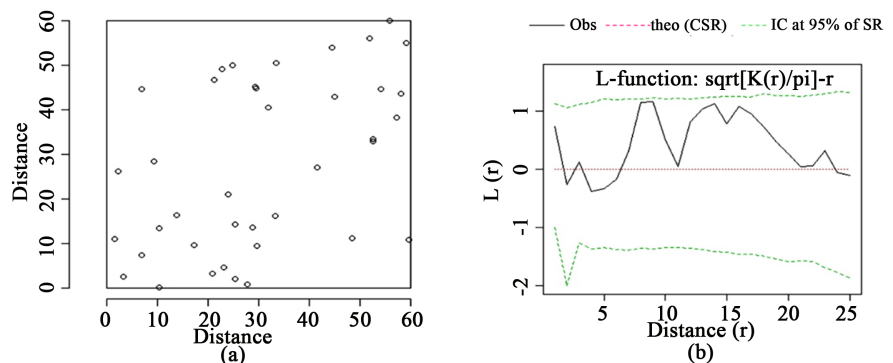 Distance
60
50
40
30
20
10
0
0 10 20 30 40 50 60
Distance
(a)
Obs theo (CSR) IC at 95% of SR
L-function: sqrt[K(r)/pi]-r
L (r)
1
0
-1
-2
5 10 15 20 25
Distance (r)
(b)